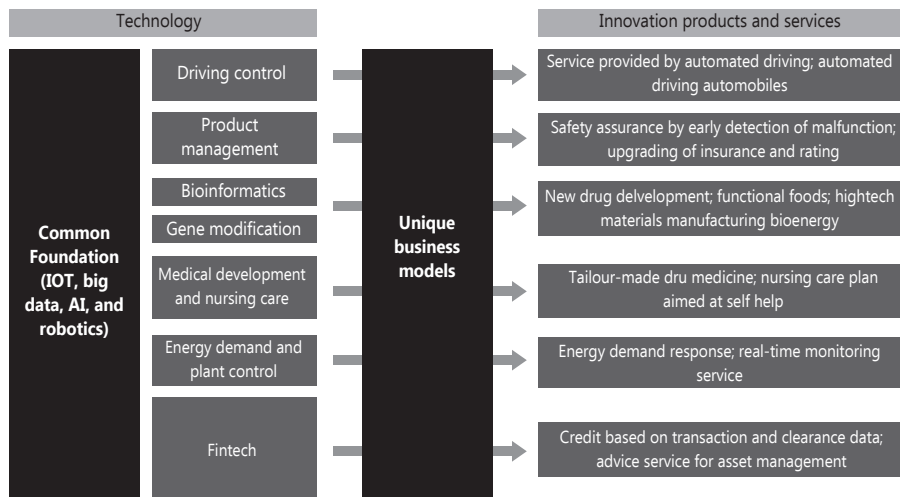 Technology
Innovation products and services
Common
Foundation
(IOT, big
data, AI, and
robotics)
Driving control
Product
management
Bioinformatics
Gene modification
Medical development
and nursing care
Energy demand and
plant control
Fintech
Unique
business
models
Service provided by automated driving; automated
driving automobiles
Safety assurance by early detection of malfunction;
upgrading of insurance and rating
New drug delvelopment; functional foods; hightech
materials manufacturing bioenergy
Tailour-made dru medicine; nursing care plan
aimed at self help
Energy demand response; real-time monitoring
service
Credit based on transaction and clearance data;
advice service for asset management